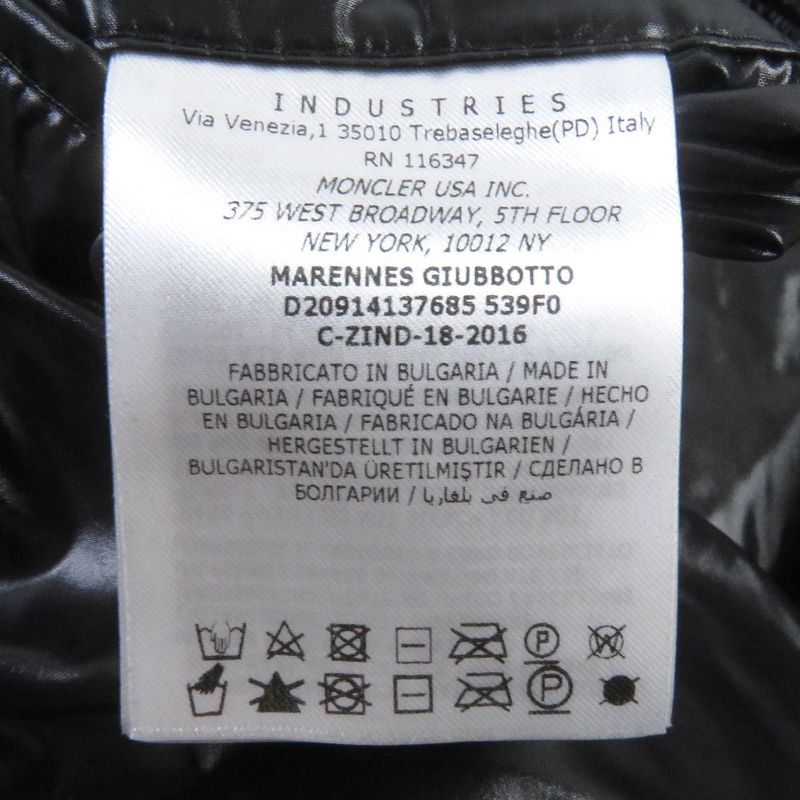 INDUSTRIES
Via Venezia,1 35010 Trebaseleghe(PD) Italy
RN 116347
MONCLER USA INC.
375 WEST BROADWAY, 5TH FLOOR
NEW YORK, 10012 NY
MARENNES GIUBBOTTO
D20914137685 539F0
C-ZIND-18-2016
FABBRICATO IN BULGARIA / MADE IN
BULGARIA / FABRIQUÉ EN BULGARIE / HECHO
EN BULGARIA / FABRICADO NA BULGÁRIA /
HERGESTELLT IN BULGARIEN /
BULGARISTAN'DA ÜRETILMIŞTIR / СДЕЛАНО В
БОЛГАРИИ / صنع في بلغاريا
P W
P